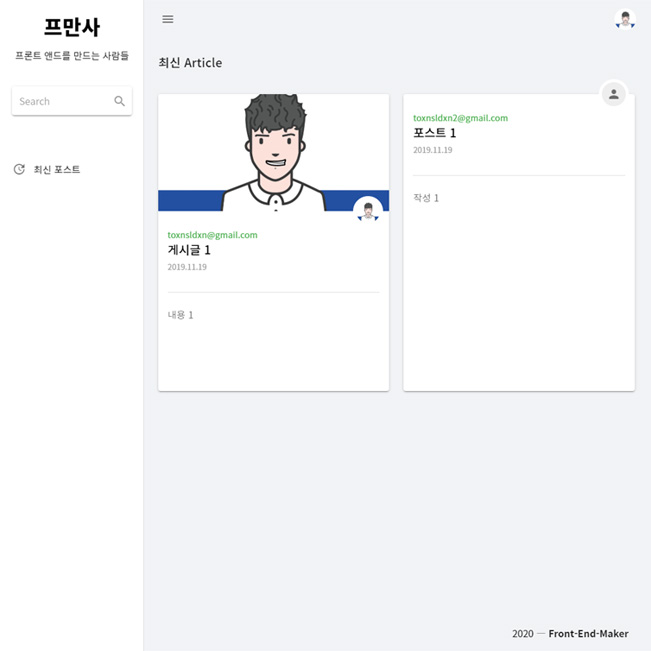 프만사
프론트 앤드를 만드는 사람들
Search
최신 포스트
최신 Article
toxnsldxn@gmail.com
게시글 1
2019.11.19
내용 1
toxnsldxn2@gmail.com
포스트 1
2019.11.19
작성 1
2020 — Front-End-Maker